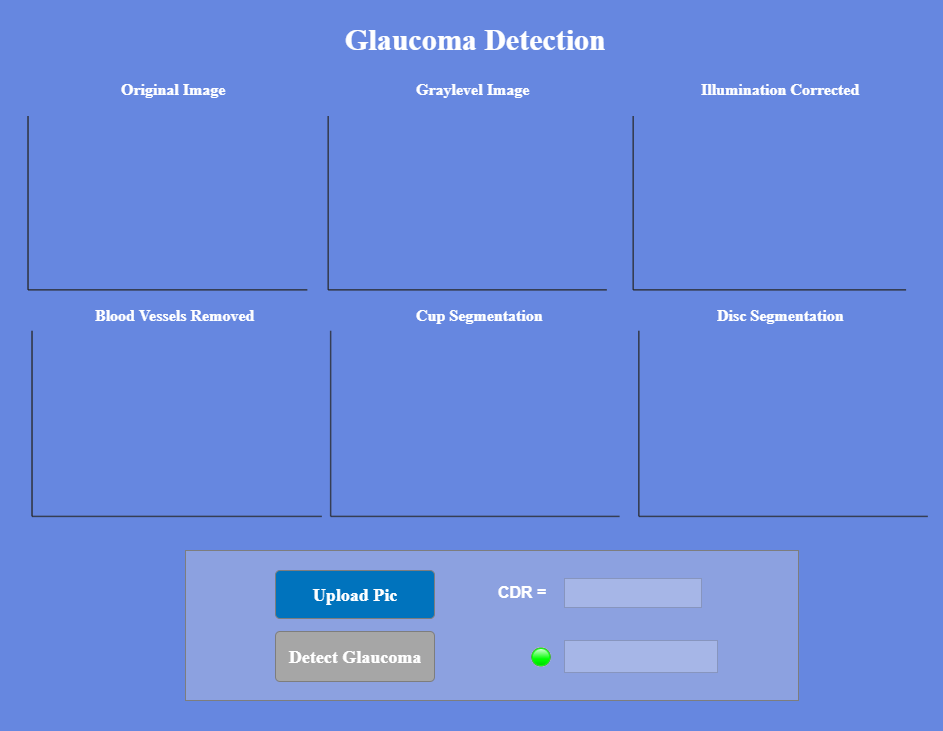 Glaucoma Detection
Original Image
Graylevel Image
Illumination Corrected
Blood Vessels Removed
Cup Segmentation
Disc Segmentation
Upload Pic
CDR =
Detect Glaucoma